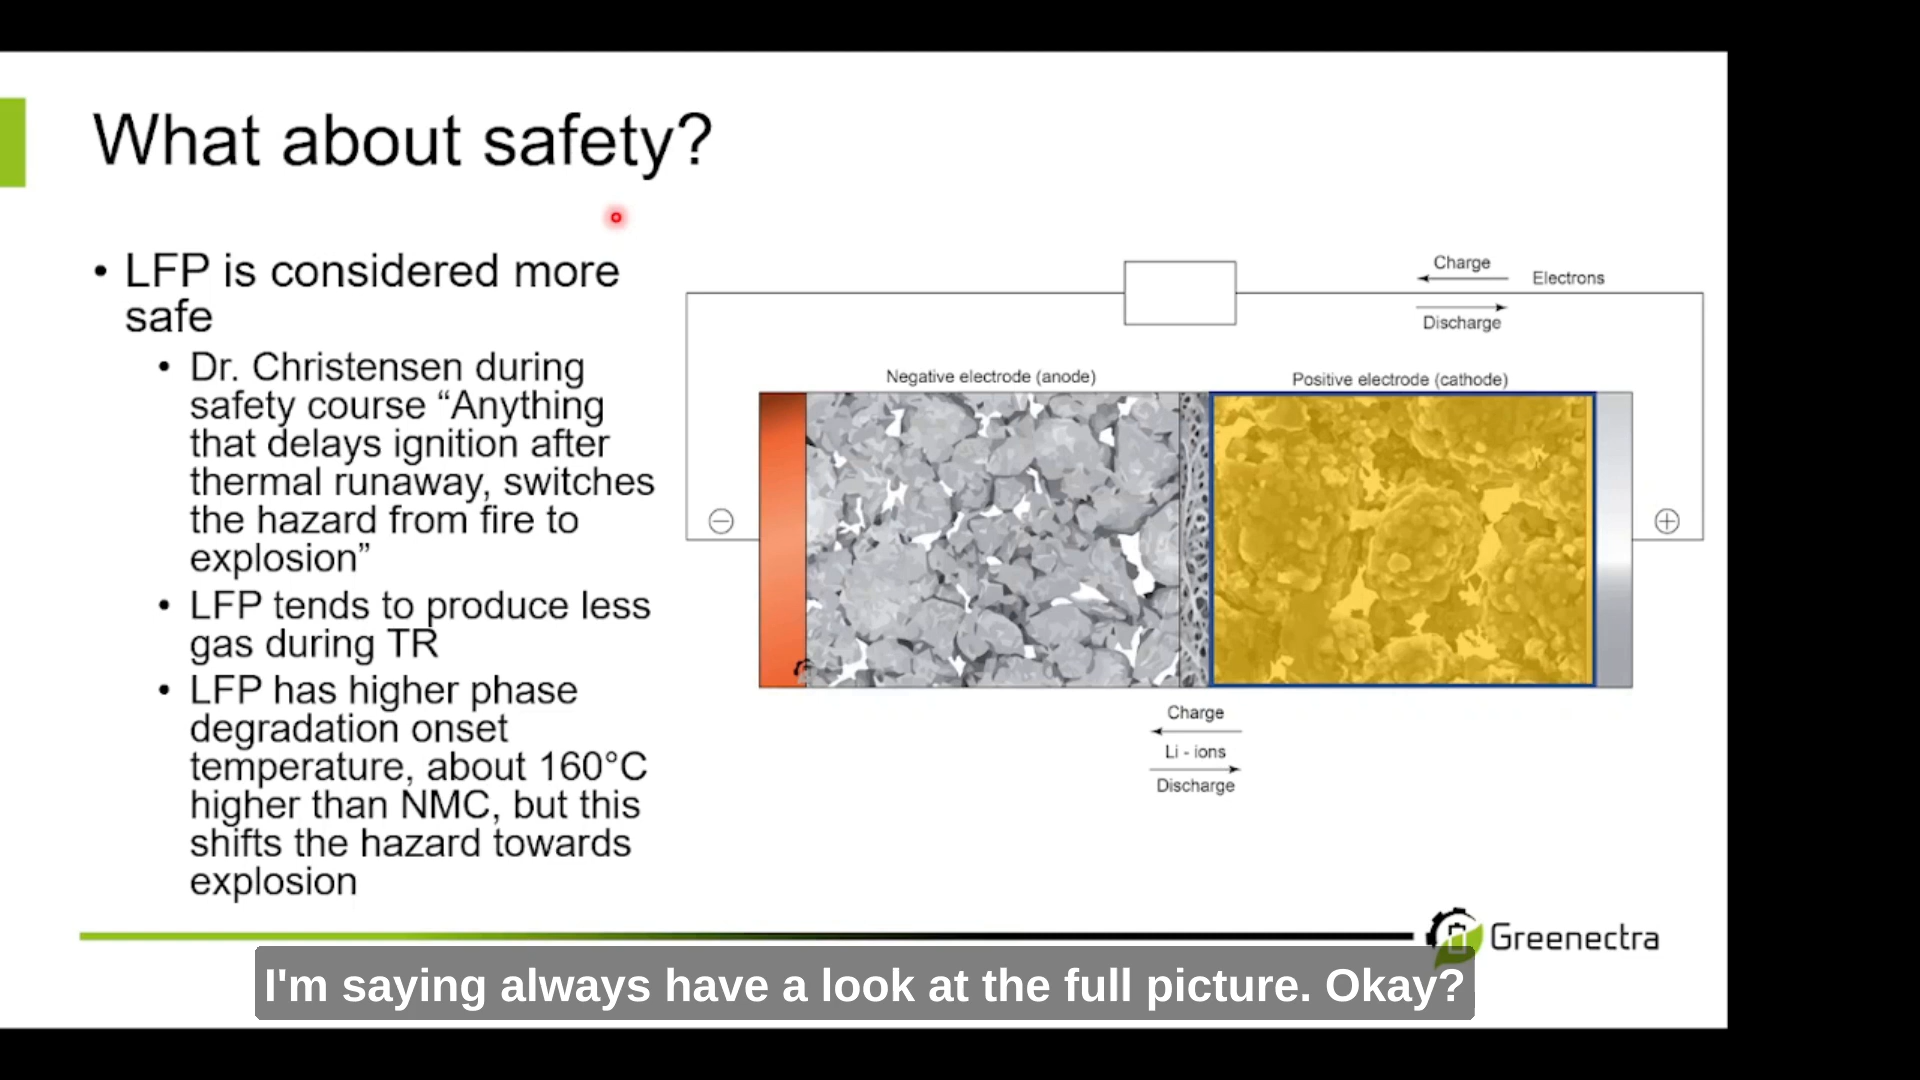 What about safety?
• LFP is considered more
safe
• Dr. Christensen during
safety course “Anything
that delays ignition after
thermal runaway, switches
the hazard from fire to
explosion”
• LFP tends to produce less
gas during TR
• LFP has higher phase
degradation onset
temperature, about 160°C
higher than NMC, but this
shifts the hazard towards
explosion
Charge
Electrons
Discharge
Negative electrode (anode)
Positive electrode (cathode)
−
+
Charge
Li - ions
Discharge
Greenectra
I'm saying always have a look at the full picture. Okay?